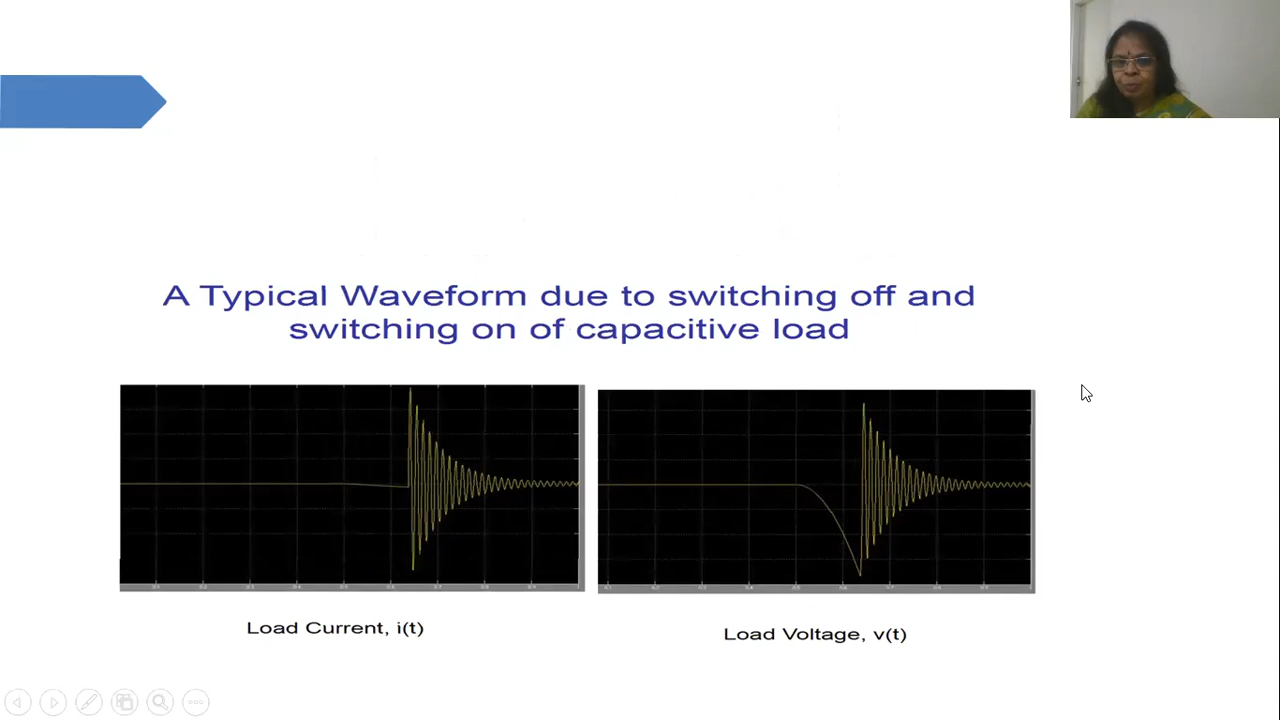 A Typical Waveform due to switching off and
switching on of capacitive load
Load Current, i(t)
Load Voltage, v(t)